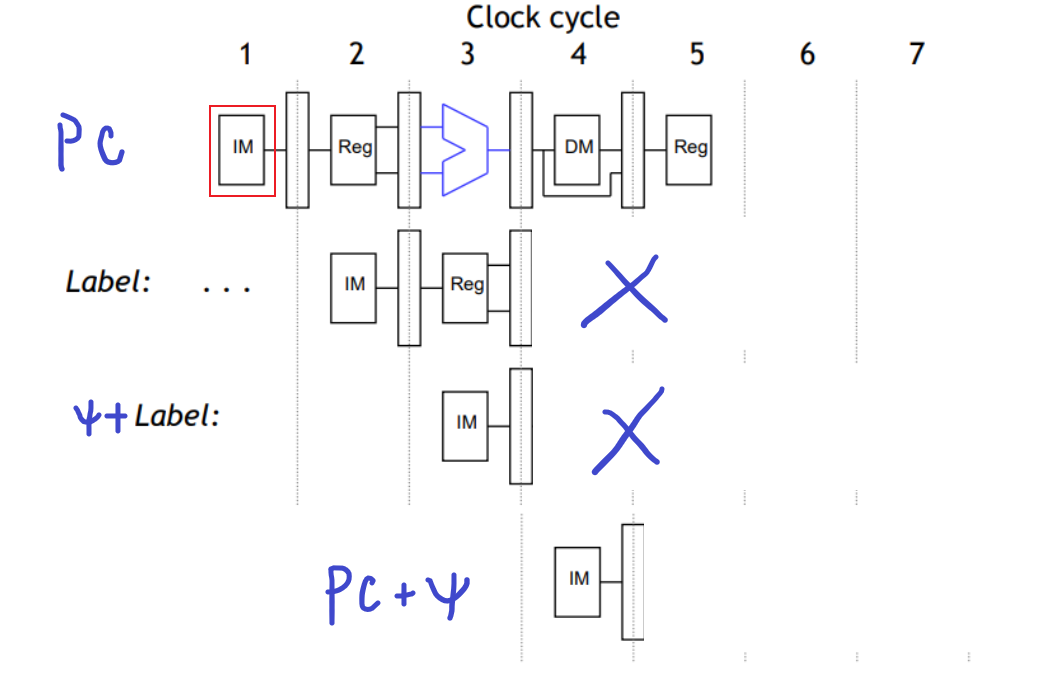 Clock cycle
1 2 3 4 5 6 7
PC IM Reg DM Reg
Label: ... IM Reg
4+ Label: IM
PC+4 IM